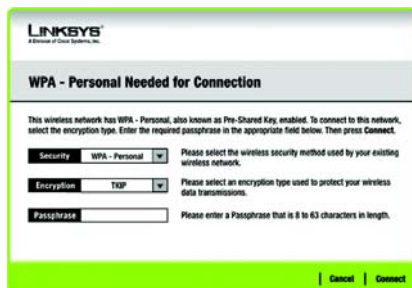 LINKSYS®
A Division of Cisco Systems, Inc.
WPA - Personal Needed for Connection
This wireless network has WPA - Personal, also known as Pre-Shared Key, enabled. To connect to this network,
select the encryption type. Enter the required passphrase in the appropriate field below. Then press Connect.
Security WPA - Personal Please select the wireless security method used by your existing
wireless network.
Encryption TKIP Please select an encryption type used to protect your wireless
data transmissions.
Passphrase Please enter a Passphrase that is 8 to 63 characters in length.
Cancel Connect